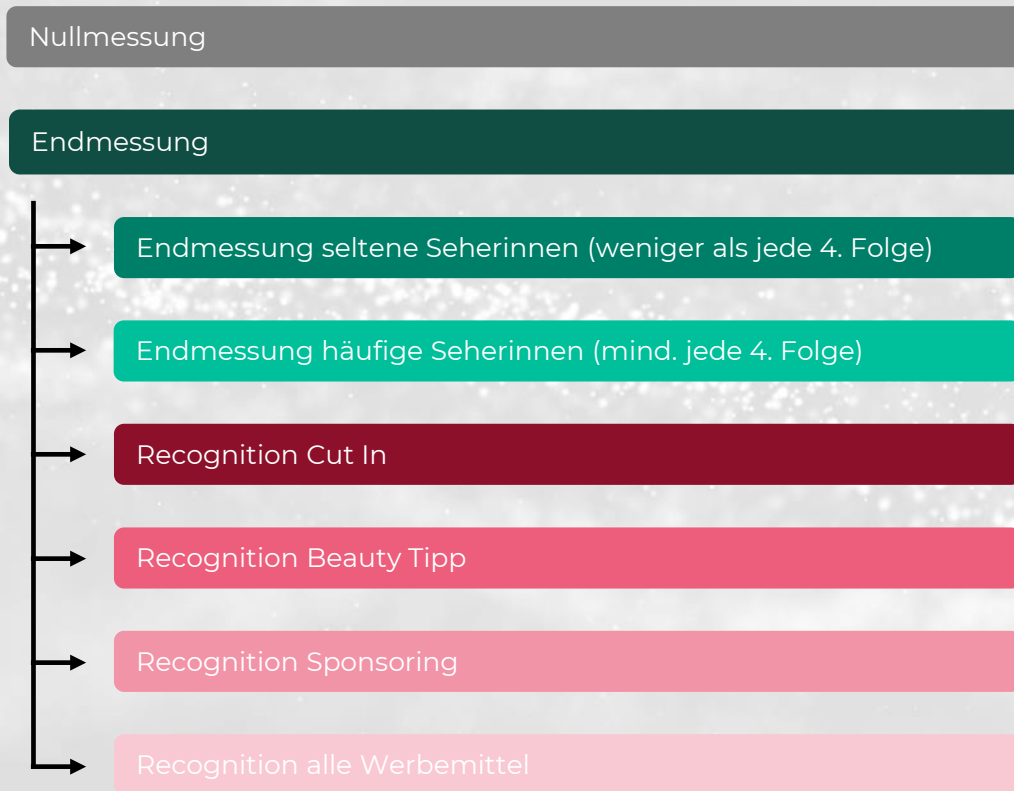 Nullmessung
Endmessung
Endmessung seltene Seherinnen (weniger als jede 4. Folge)
Endmessung häufige Seherinnen (mind. jede 4. Folge)
Recognition Cut In
Recognition Beauty Tipp
Recognition Sponsoring
Recognition alle Werbemittel